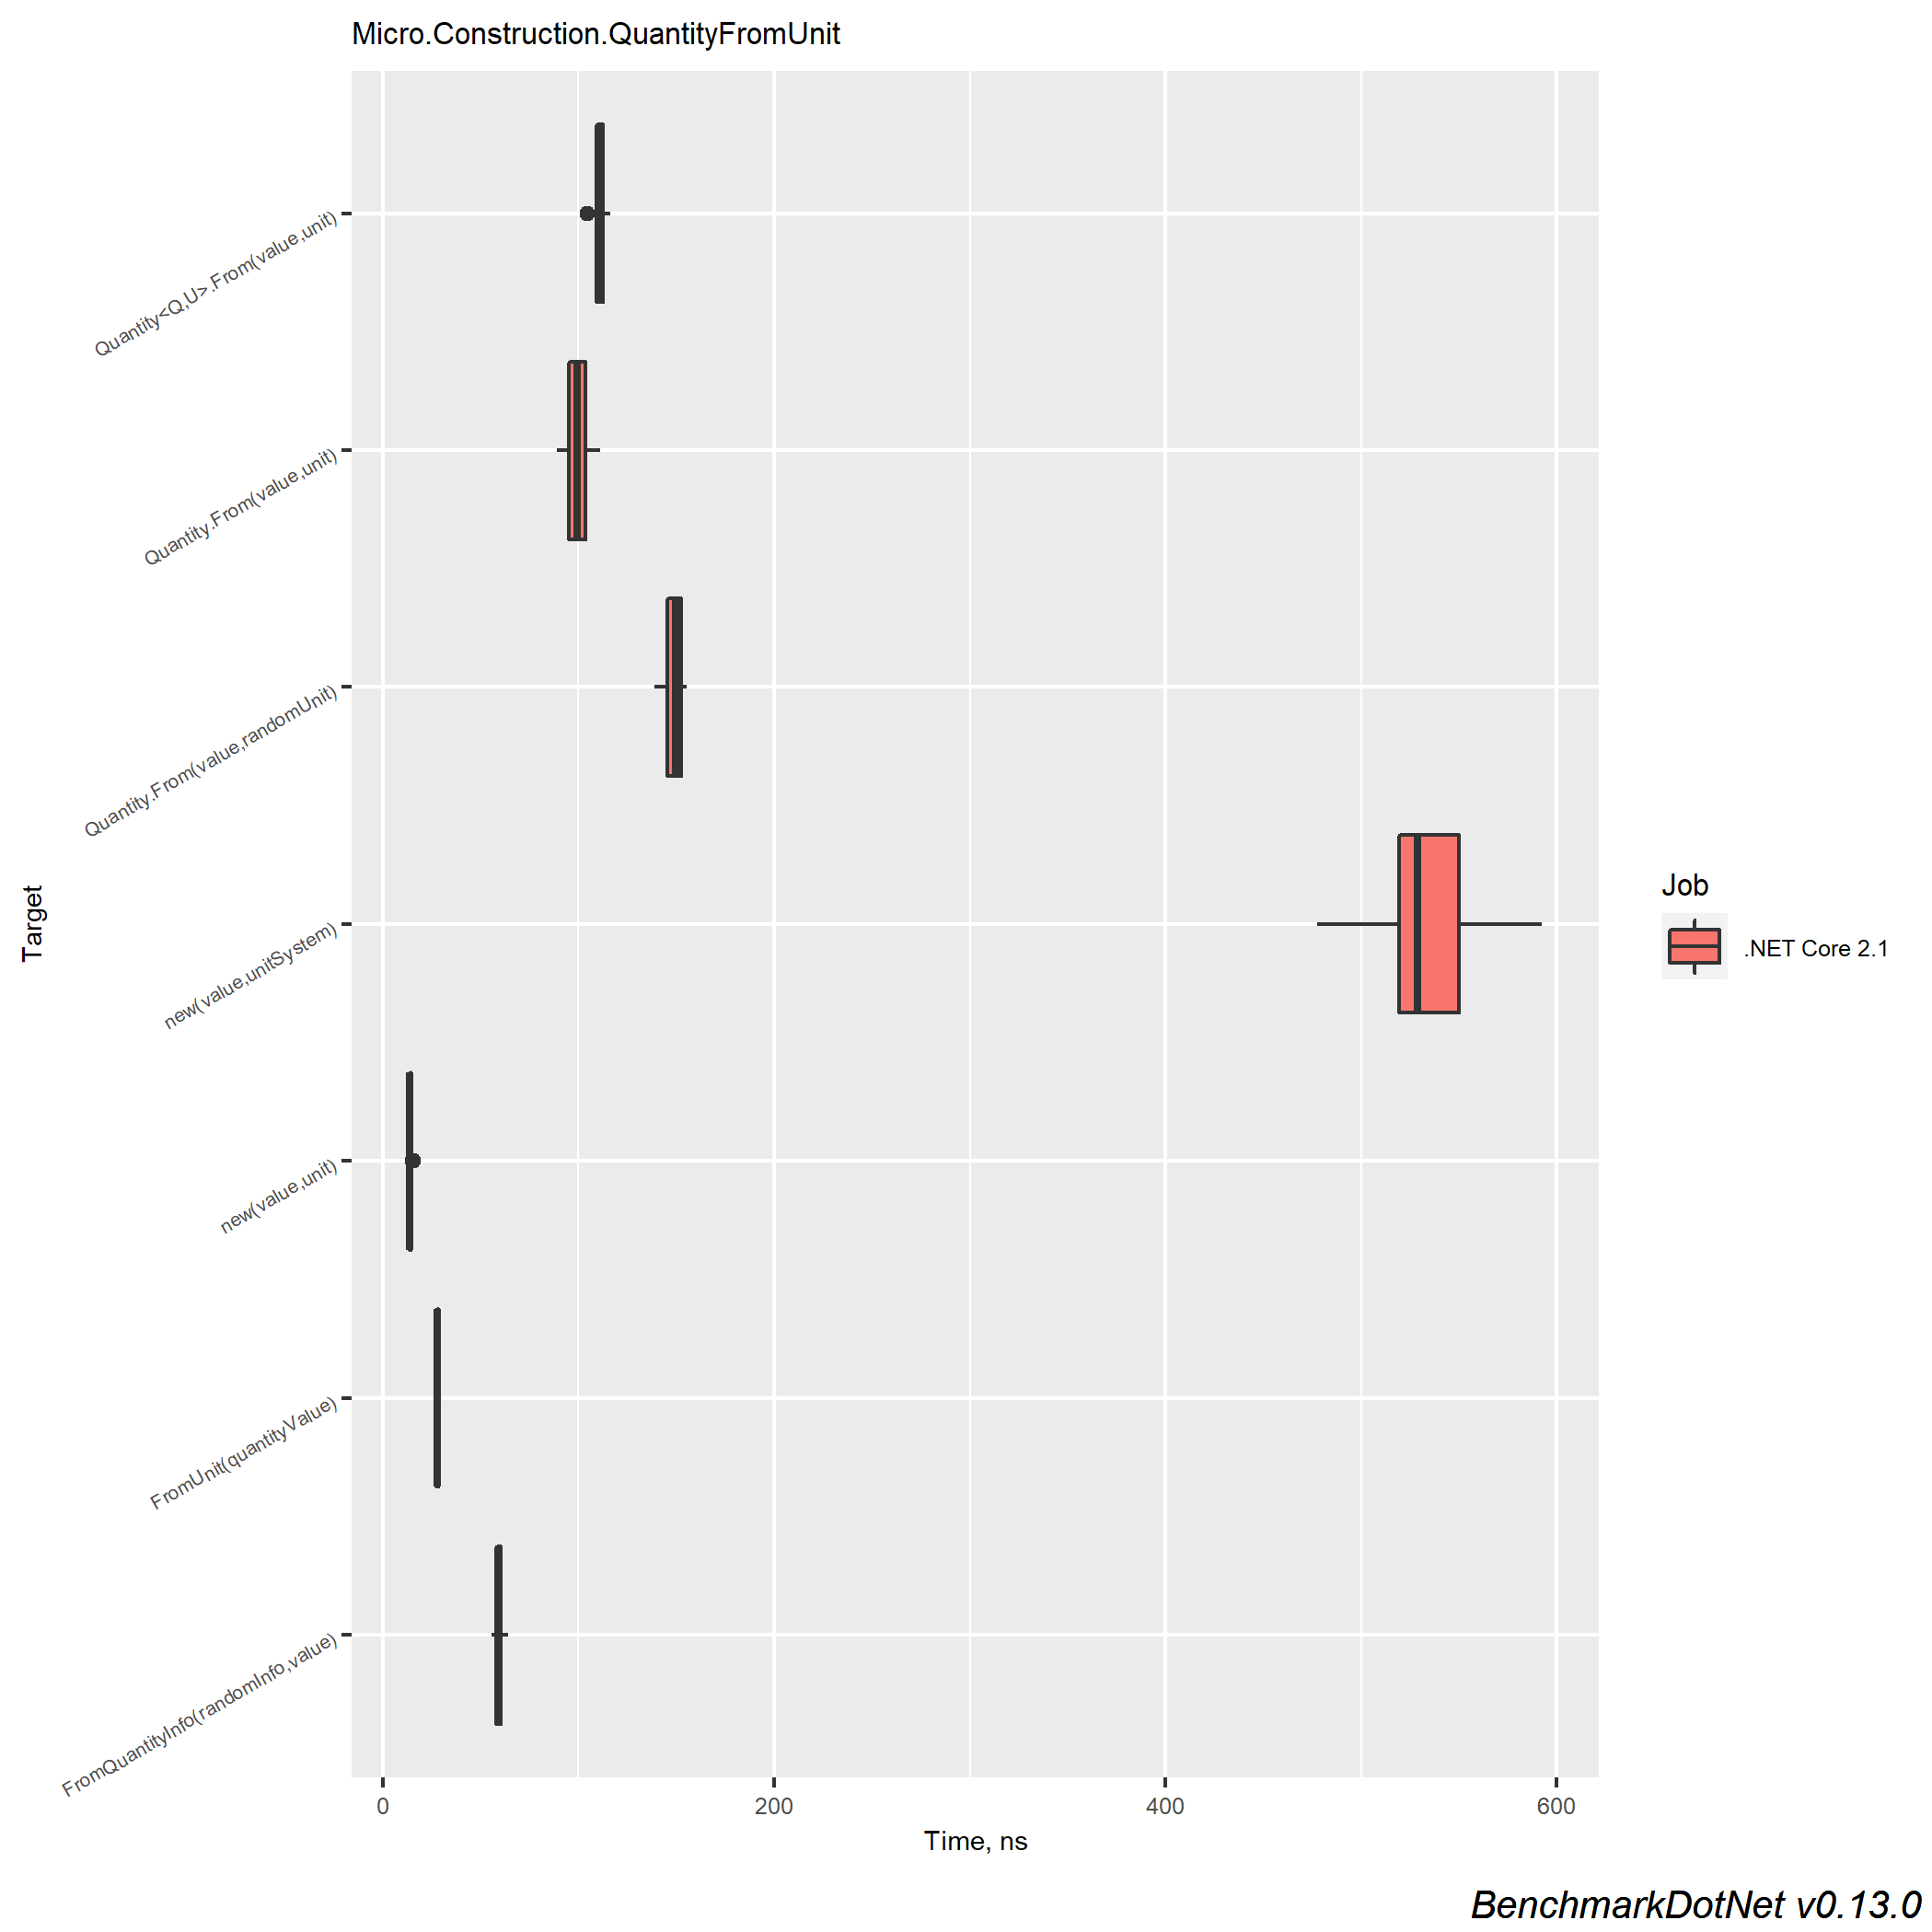 Micro.Construction.QuantityFromUnit
Target
Quantity<Q,U>.From(value,unit)
Quantity.From(value,unit)
Quantity.From(value,randomUnit)
new(value,unitSystem)
new(value,unit)
FromUnit(quantityValue)
FromQuantityInfo(randomInfo,value)
0 200 400 600
Time, ns
Job
.NET Core 2.1
BenchmarkDotNet v0.13.0